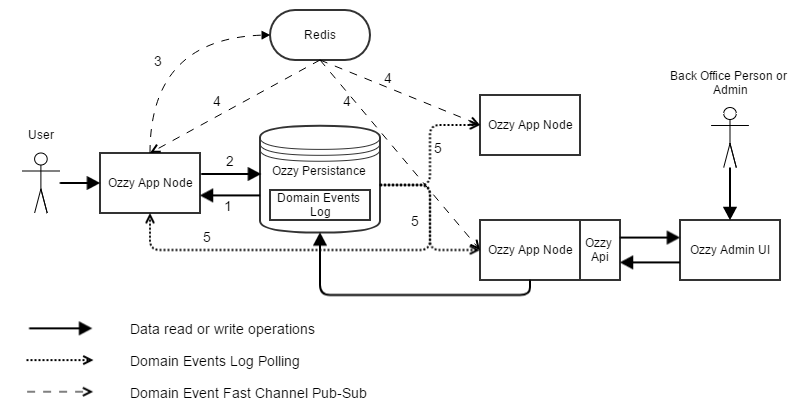 Redis
3
4
4
4
Back Office Person or
Admin
User
Ozzy App Node
5
2
Ozzy Persistance
Ozzy App Node
1
Domain Events
Log
5
5
Ozzy App Node
Ozzy
Api
Ozzy Admin UI
Data read or write operations
Domain Events Log Polling
Domain Event Fast Channel Pub-Sub